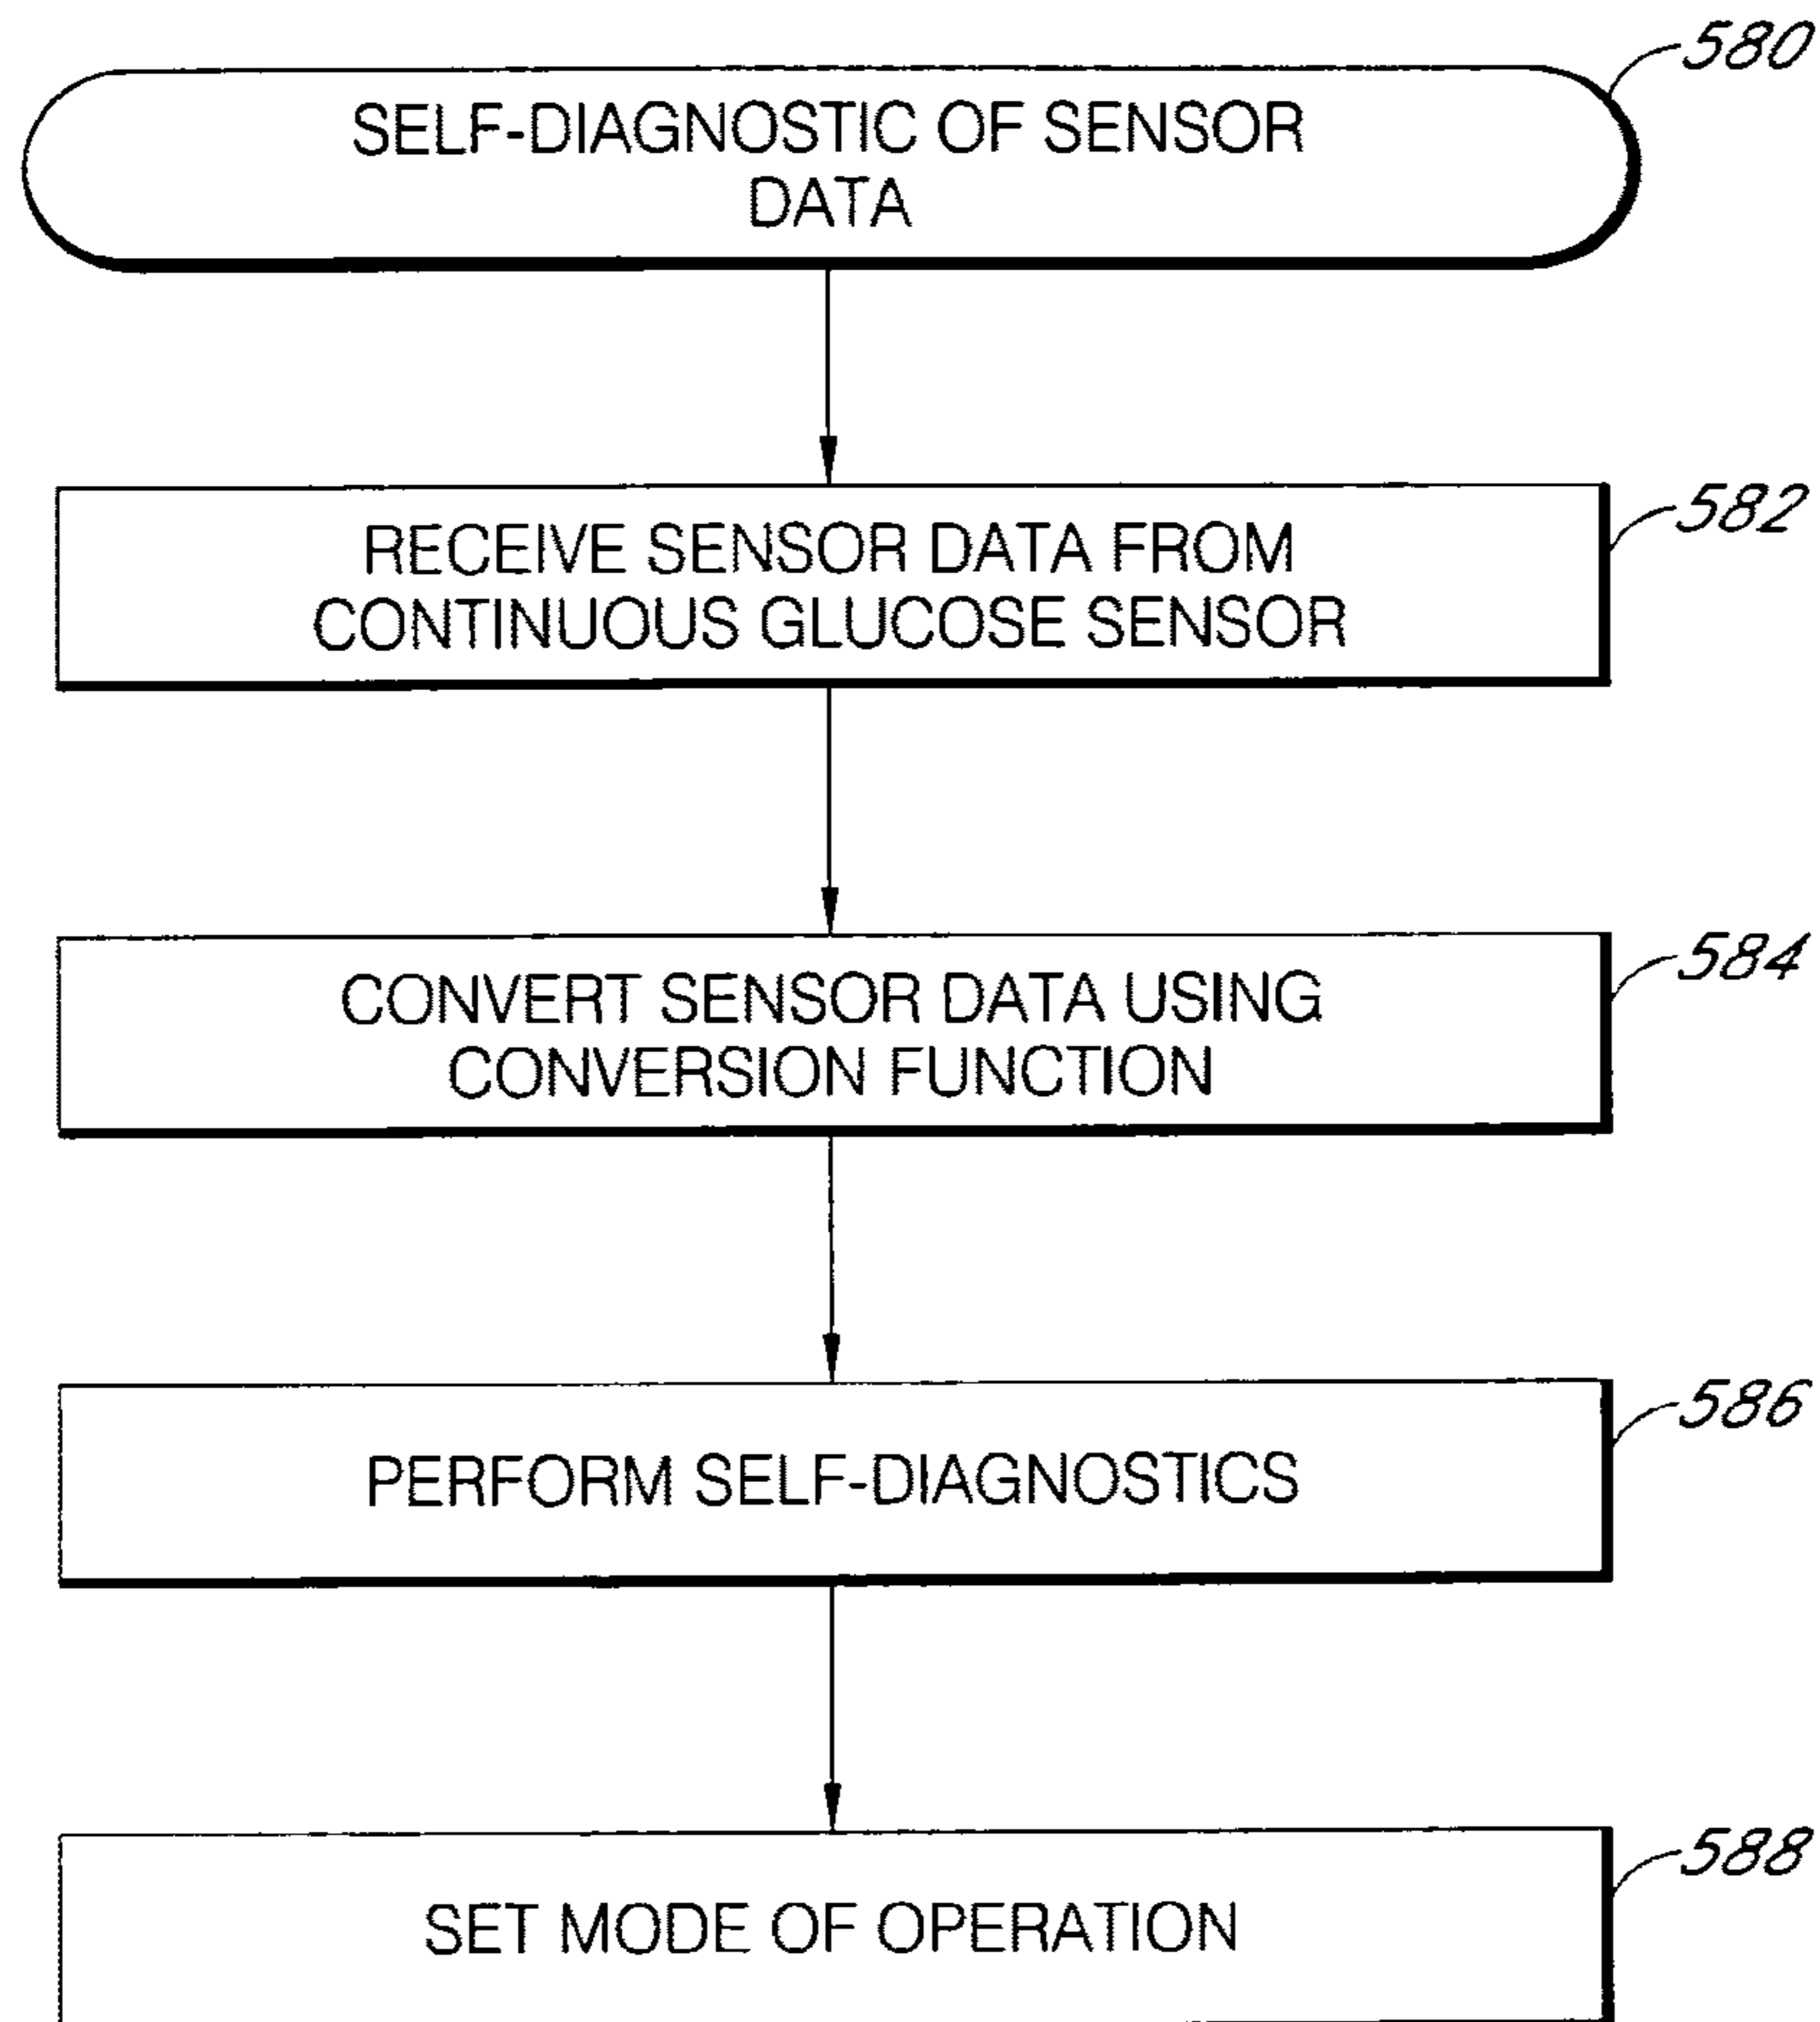 580
SELF-DIAGNOSTIC OF SENSOR
DATA
582
RECEIVE SENSOR DATA FROM
CONTINUOUS GLUCOSE SENSOR
584
CONVERT SENSOR DATA USING
CONVERSION FUNCTION
586
PERFORM SELF-DIAGNOSTICS
588
SET MODE OF OPERATION